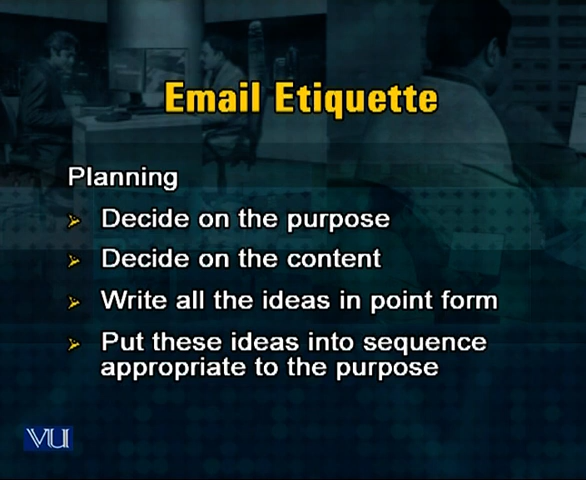 Email Etiquette
Planning
Decide on the purpose
Decide on the content
Write all the ideas in point form
Put these ideas into sequence
appropriate to the purpose
VU